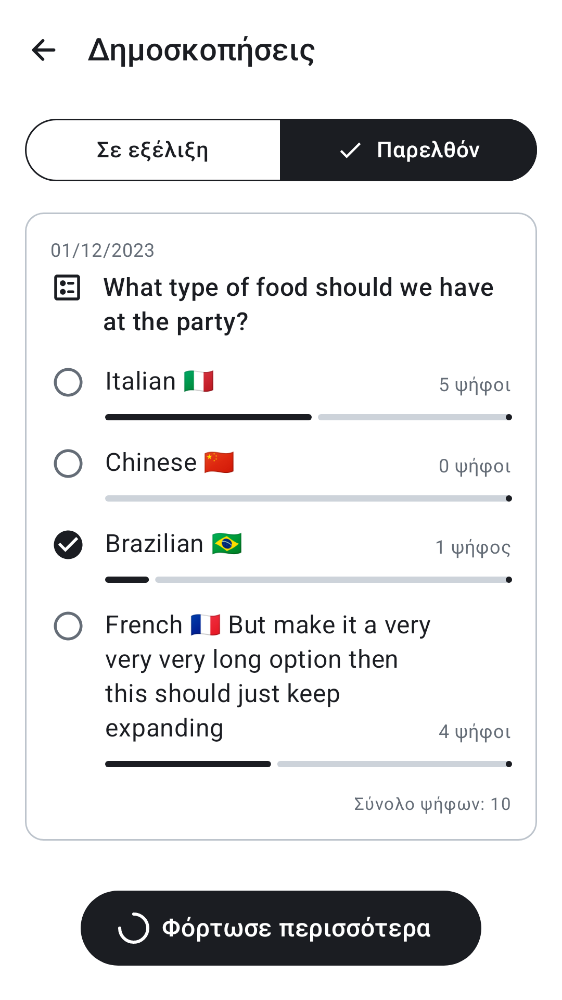 Δημοσκοπήσεις
Σε εξέλιξη
Παρελθόν
01/12/2023
What type of food should we have
at the party?
Italian 🇮🇹
5 ψήφοι
Chinese 🇨🇳
0 ψήφοι
Brazilian 🇧🇷
1 ψήφος
French 🇫🇷 But make it a very
very very long option then
this should just keep
expanding
4 ψήφοι
Σύνολο ψήφων: 10
Φόρτωσε περισσότερα